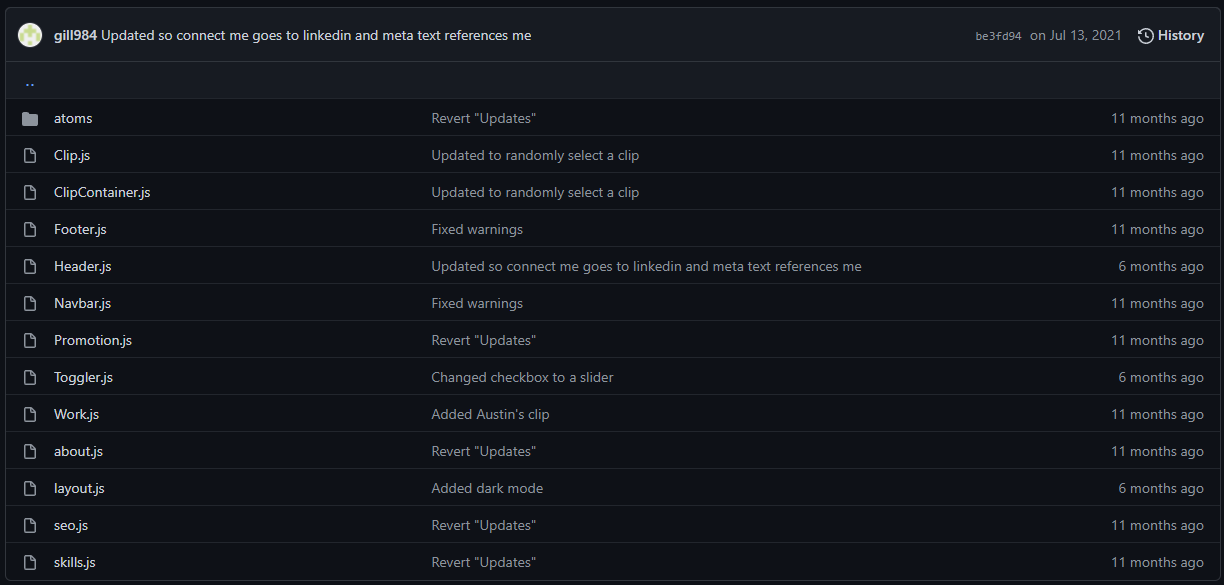 gill984 Updated so connect me goes to linkedin and meta text references me be3fd94 on Jul 13, 2021 History
..
atoms Revert "Updates" 11 months ago
Clip.js Updated to randomly select a clip 11 months ago
ClipContainer.js Updated to randomly select a clip 11 months ago
Footer.js Fixed warnings 11 months ago
Header.js Updated so connect me goes to linkedin and meta text references me 6 months ago
Navbar.js Fixed warnings 11 months ago
Promotion.js Revert "Updates" 11 months ago
Toggler.js Changed checkbox to a slider 6 months ago
Work.js Added Austin's clip 11 months ago
about.js Revert "Updates" 11 months ago
layout.js Added dark mode 6 months ago
seo.js Revert "Updates" 11 months ago
skills.js Revert "Updates" 11 months ago